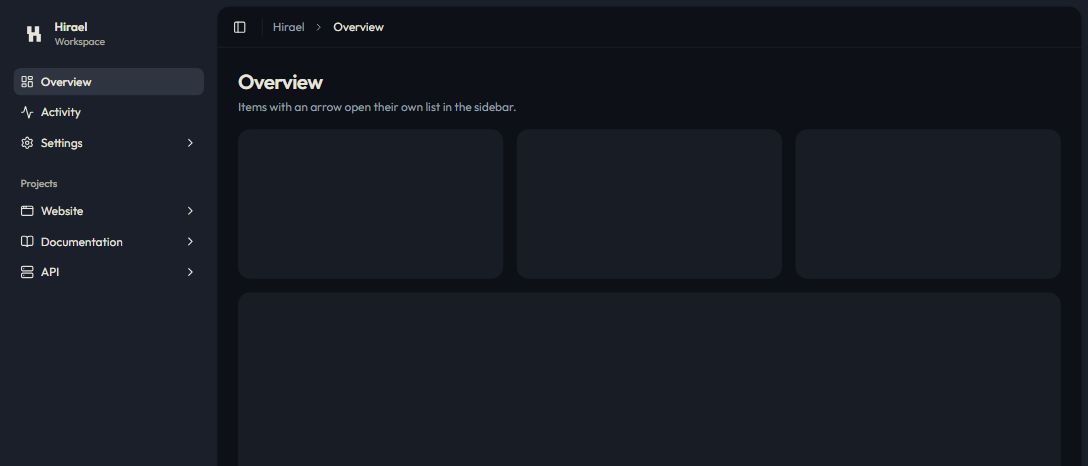 Hirael
Workspace
Overview
Activity
Settings
Projects
Website
Documentation
API
Hirael
Overview
Overview
Items with an arrow open their own list in the sidebar.